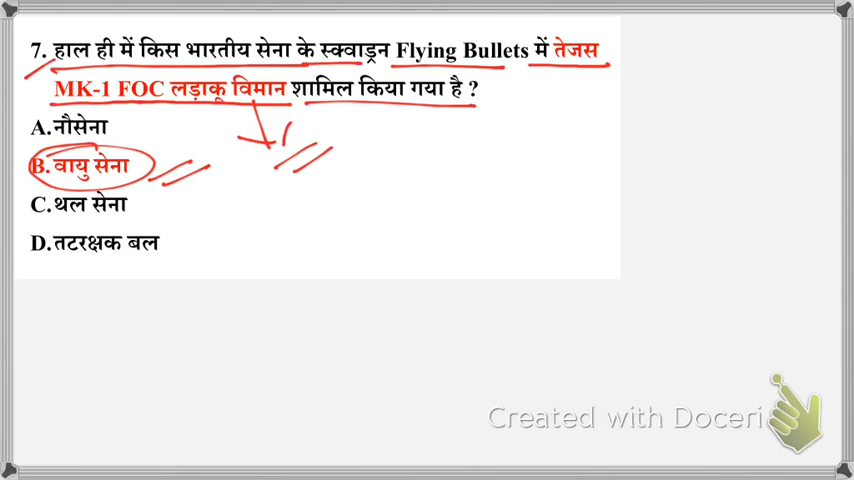 7. हाल ही में किस भारतीय सेना के स्क्वाड्रन Flying Bullets में तेजस
MK-1 FOC लड़ाकू विमान शामिल किया गया है ?
A. नौसेना
B. वायु सेना
C. थल सेना
D. तटरक्षक बल
Created with Doceri